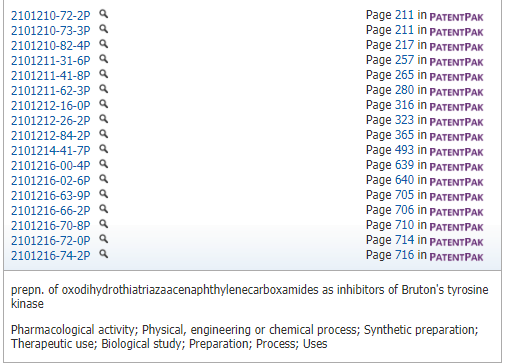 2101210-72-2P Page 211 in PATENTPAK
2101210-73-3P Page 211 in PATENTPAK
2101210-82-4P Page 217 in PATENTPAK
2101211-31-6P Page 257 in PATENTPAK
2101211-41-8P Page 265 in PATENTPAK
2101211-62-3P Page 280 in PATENTPAK
2101212-16-0P Page 316 in PATENTPAK
2101212-26-2P Page 323 in PATENTPAK
2101212-84-2P Page 365 in PATENTPAK
2101214-41-7P Page 493 in PATENTPAK
2101216-00-4P Page 639 in PATENTPAK
2101216-02-6P Page 640 in PATENTPAK
2101216-63-9P Page 705 in PATENTPAK
2101216-66-2P Page 706 in PATENTPAK
2101216-70-8P Page 710 in PATENTPAK
2101216-72-0P Page 714 in PATENTPAK
2101216-74-2P Page 716 in PATENTPAK
prepn. of oxodihydrothiatriazaacenaphthylenecarboxamides as inhibitors of Bruton's tyrosine
kinase
Pharmacological activity; Physical, engineering or chemical process; Synthetic preparation;
Therapeutic use; Biological study; Preparation; Process; Uses